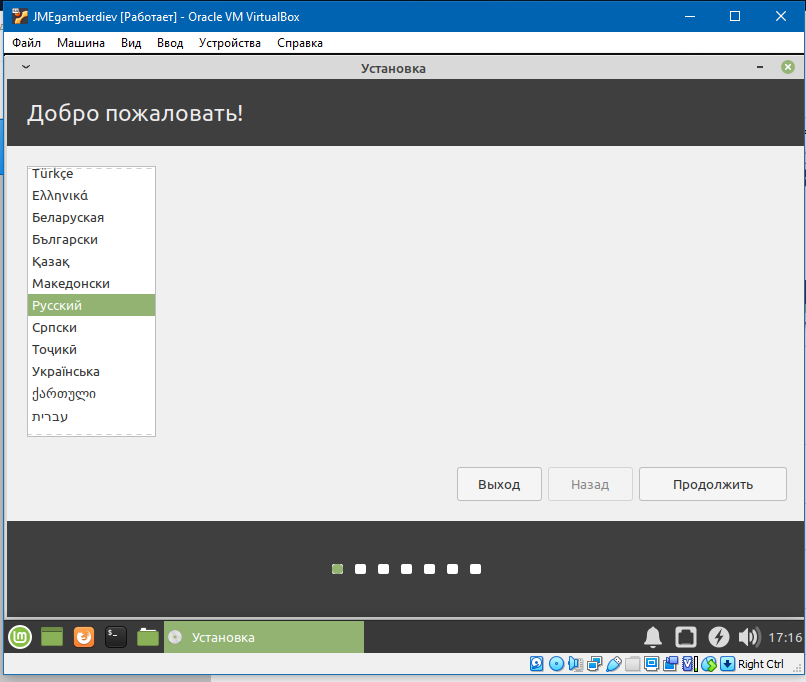 JMEgamberdiev [Работает] - Oracle VM VirtualBox
Файл Машина Вид Ввод Устройства Справка
Установка
Добро пожаловать!
Türkçe
Ελληνικά
Беларуская
Български
Қазақ
Македонски
Русский
Српски
Тоҷикӣ
Українська
ქართული
עברית
Выход Назад Продолжить
Установка
17:16
Right Ctrl